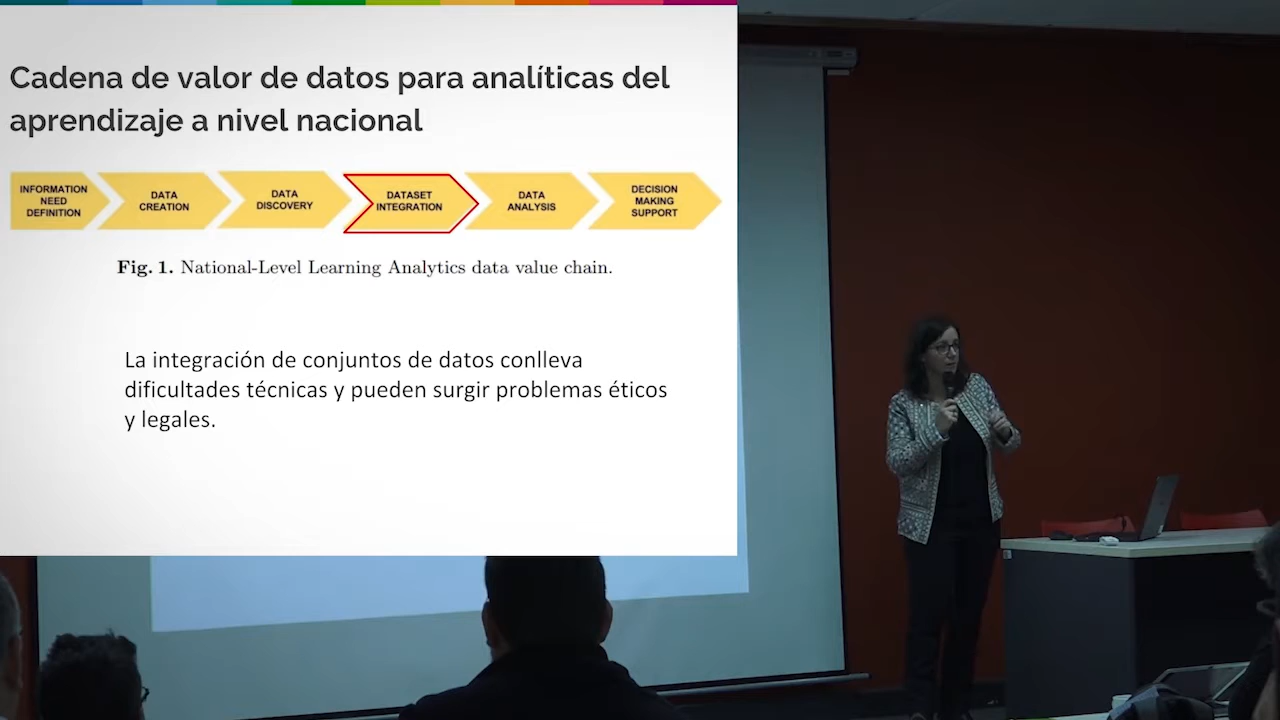 Cadena de valor de datos para analíticas del
aprendizaje a nivel nacional
INFORMATION
NEED
DEFINITION
DATA
CREATION
DATA
DISCOVERY
DATASET
INTEGRATION
DATA
ANALYSIS
DECISION
MAKING
SUPPORT
Fig. 1. National-Level Learning Analytics data value chain.
La integración de conjuntos de datos conlleva
dificultades técnicas y pueden surgir problemas éticos
y legales.